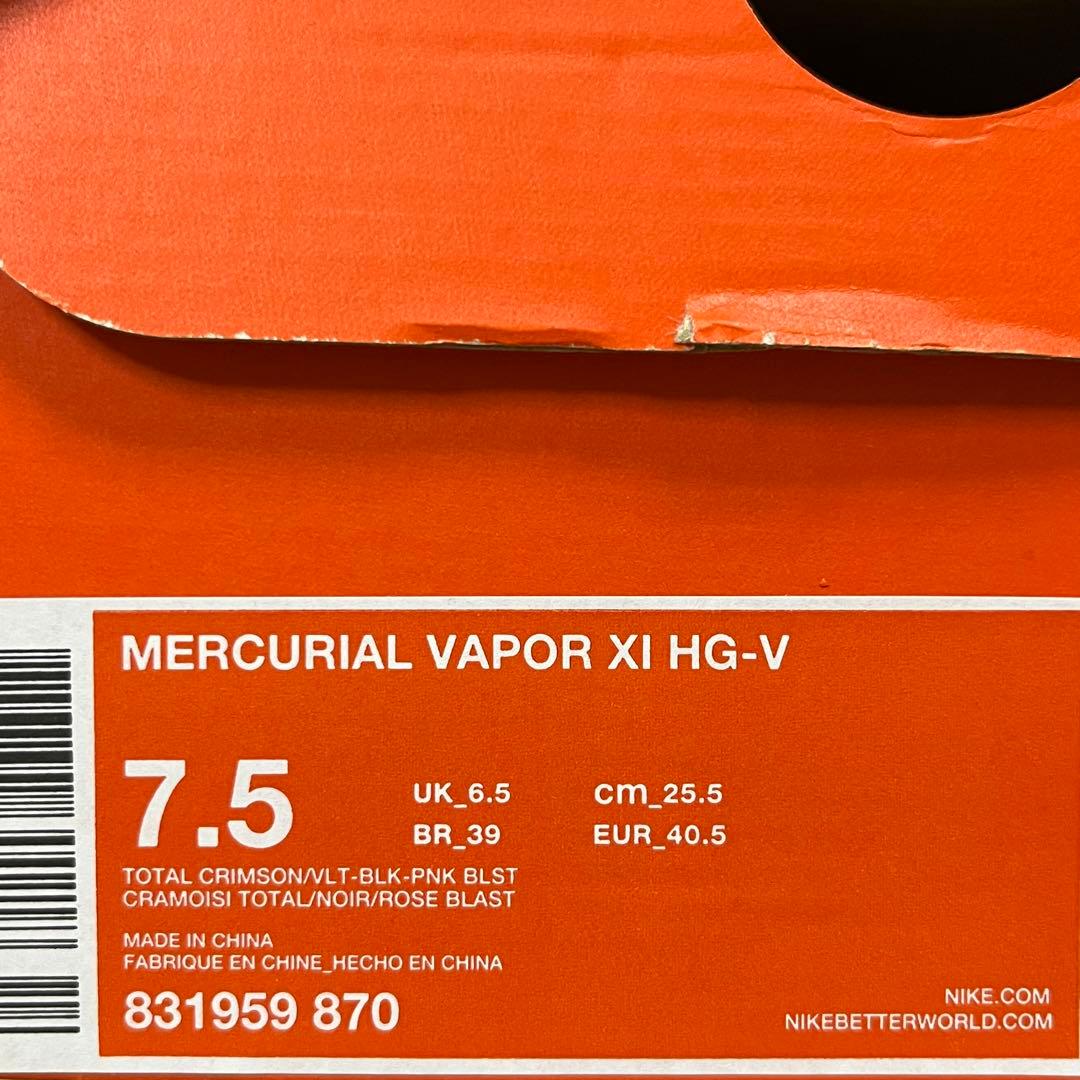 MERCURIAL VAPOR XI HG-V
7.5
UK_6.5 cm_25.5
BR_39 EUR_40.5
TOTAL CRIMSON/VLT-BLK-PNK BLST
CRAMOISI TOTAL/NOIR/ROSE BLAST
MADE IN CHINA
FABRIQUE EN CHINE_HECHO EN CHINA
831959 870
NIKE.COM
NIKEBETTERWORLD.COM